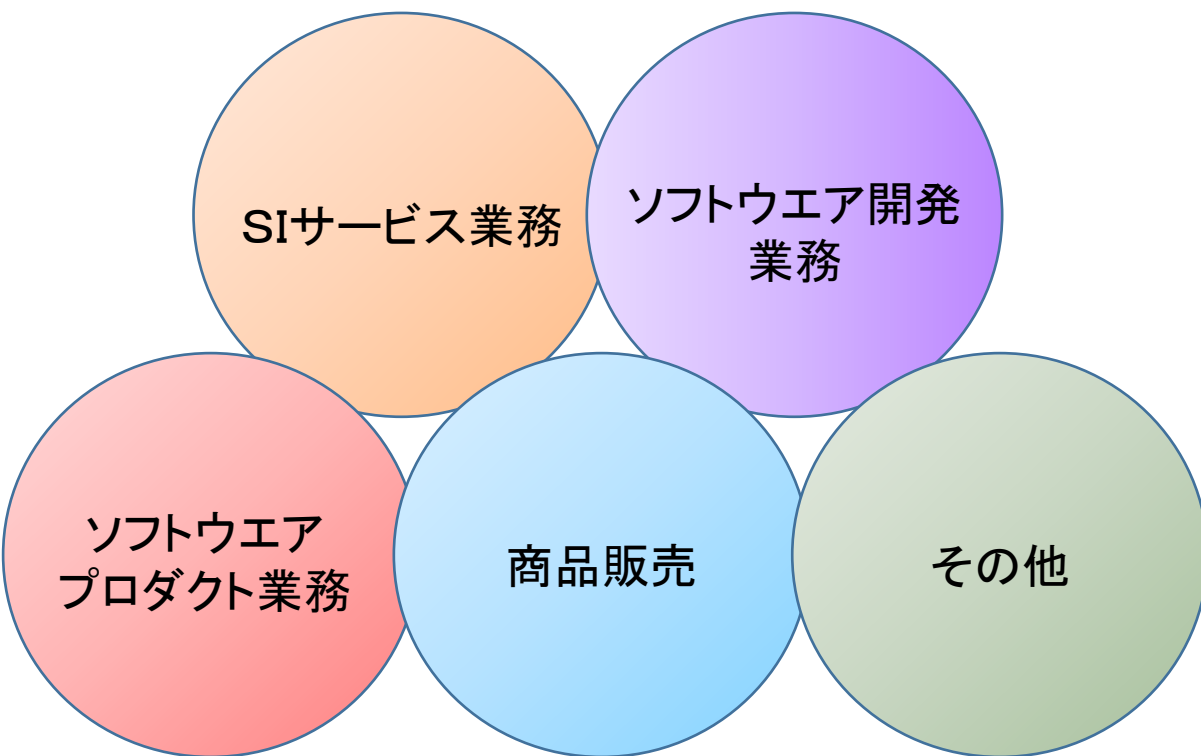 SIサービス業務
ソフトウエア開発
業務
ソフトウエア
プロダクト業務
商品販売
その他